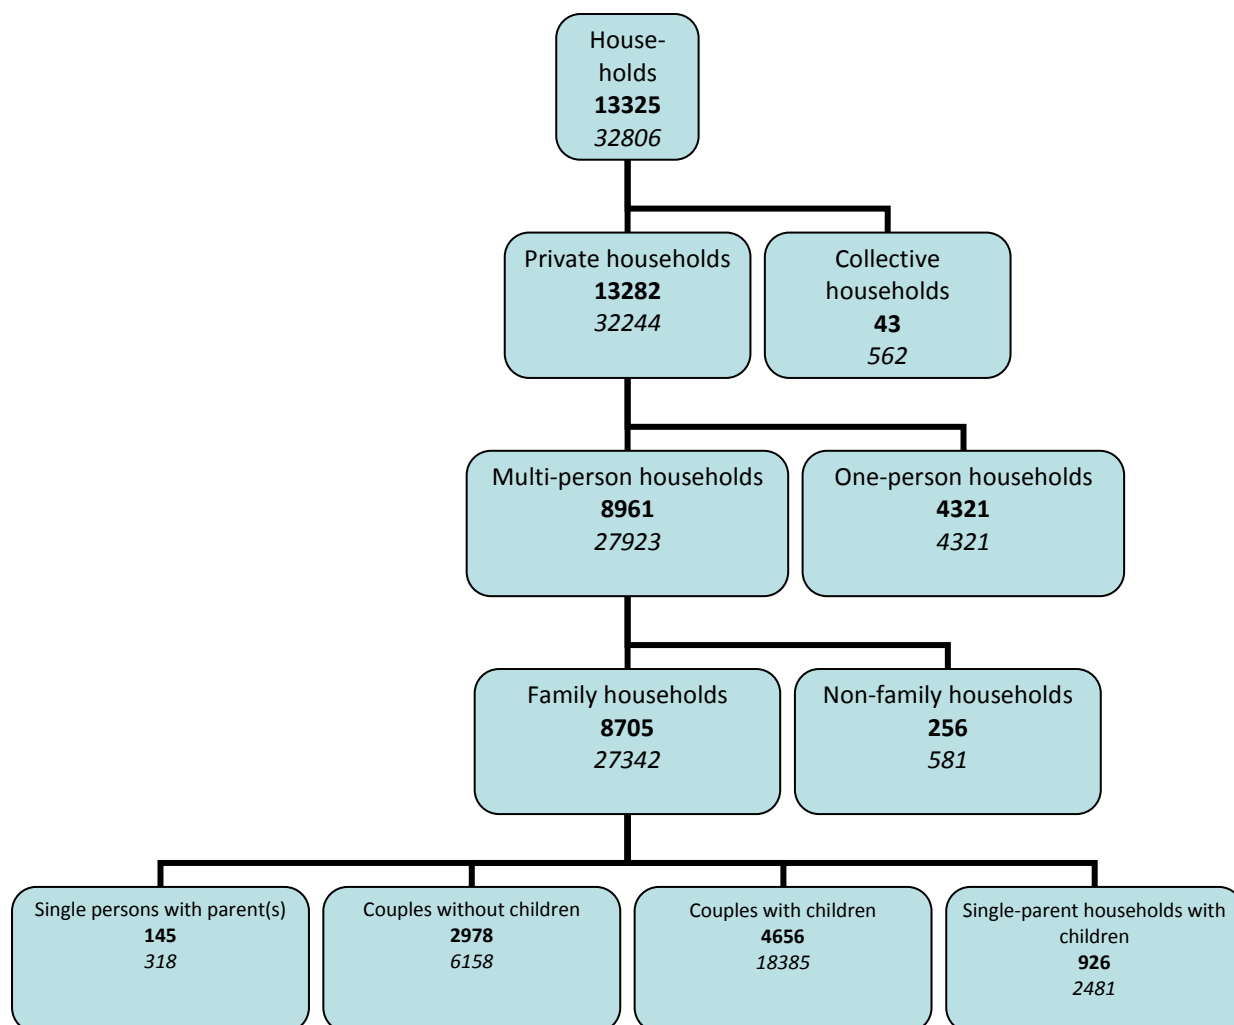 House-
holds
13325
32806
Private households
13282
32244
Collective
households
43
562
Multi-person households
8961
27923
One-person households
4321
4321
Family households
8705
27342
Non-family households
256
581
Single persons with parent(s)
145
318
Couples without children
2978
6158
Couples with children
4656
18385
Single-parent households with
children
926
2481